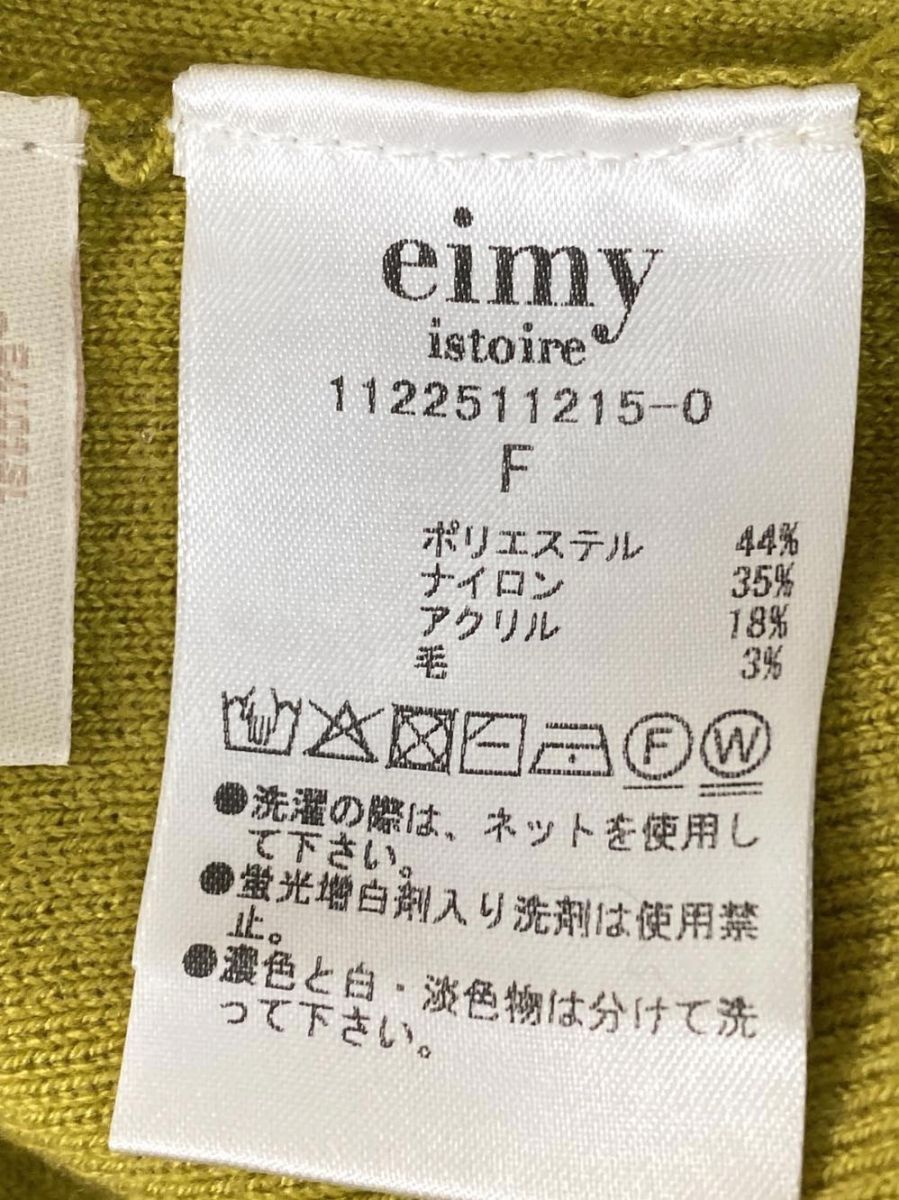 eimy
istoire
1122511215-0
F
ポリエステル 44%
ナイロン 35%
アクリル 18%
毛 3%
F W
●洗濯の際は、ネットを使用し
て下さい。
●蛍光増白剤入り洗剤は使用禁
止。
●濃色と白・淡色物は分けて洗
って下さい。